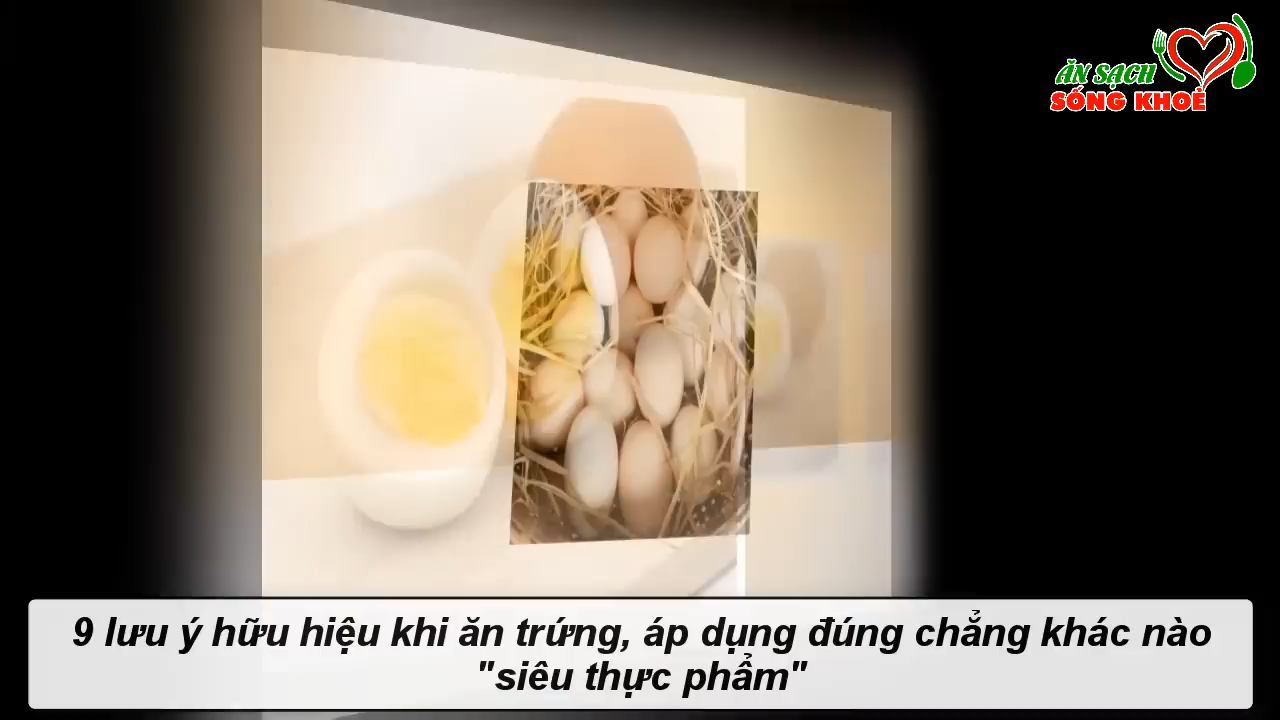 ĂN SẠCH
SỐNG KHOẺ
9 lưu ý hữu hiệu khi ăn trứng, áp dụng đúng chẳng khác nào
"siêu thực phẩm"